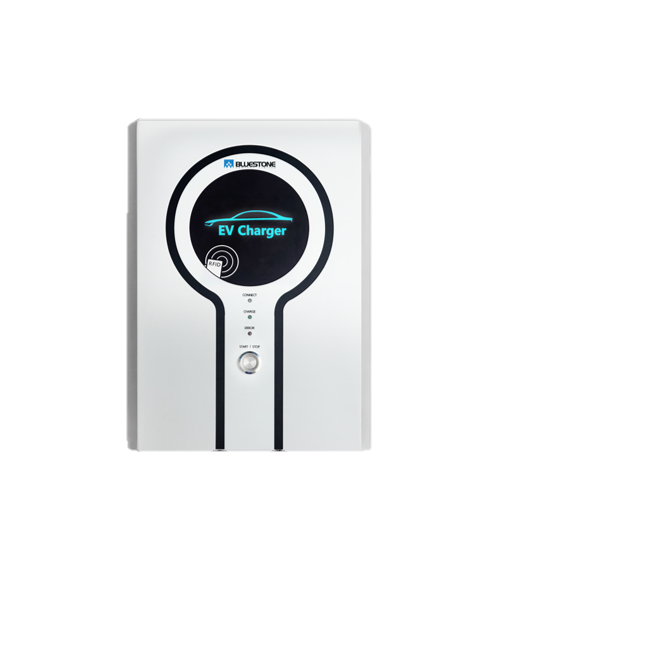 BLUESTONE
EV Charger
RFID
CONNECT
CHARGE
ERROR
START / STOP